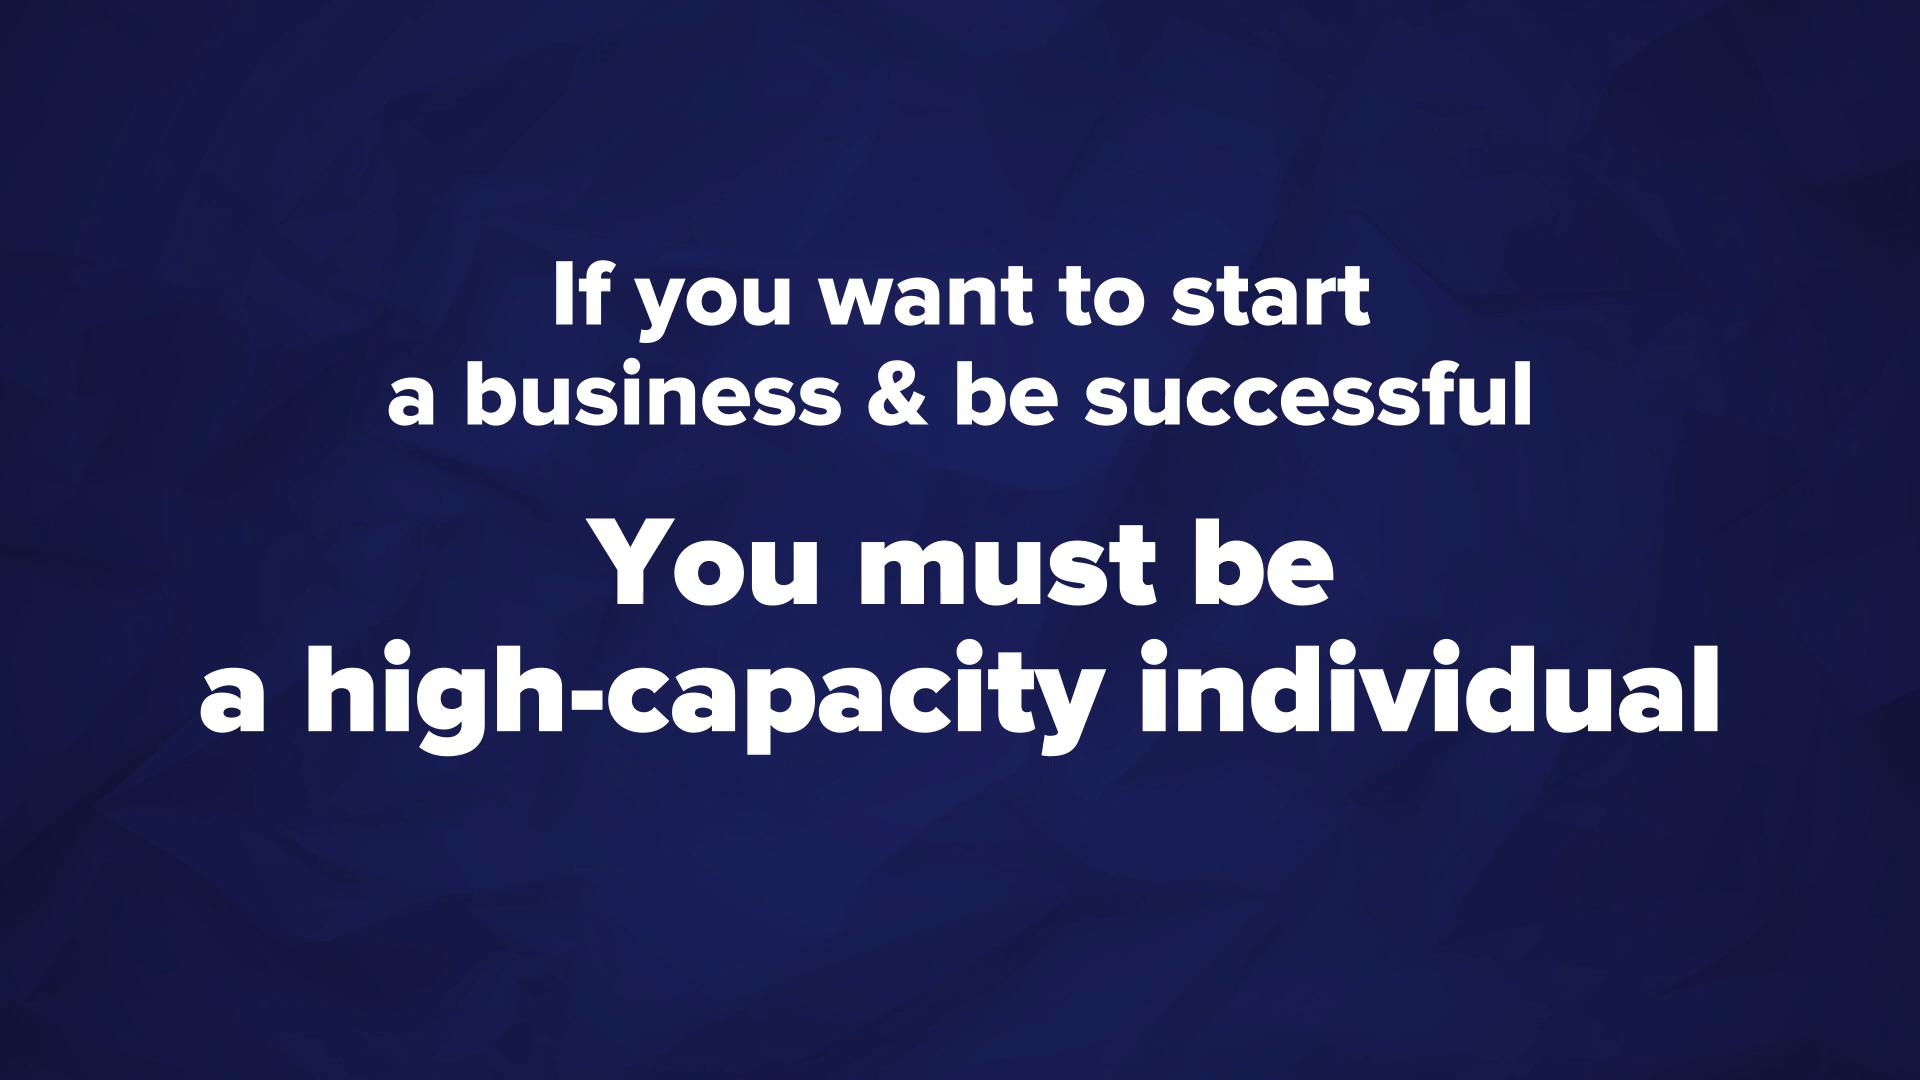 If you want to start
a business & be successful
You must be
a high-capacity individual